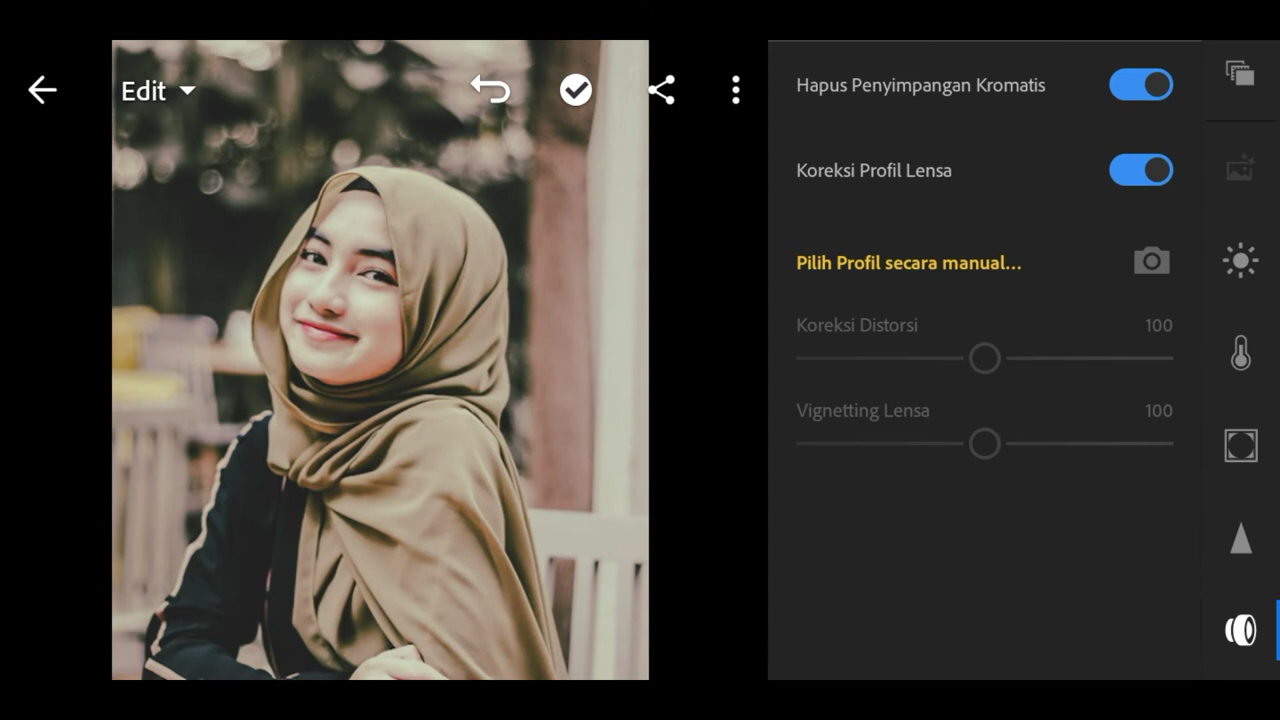 Edit
Hapus Penyimpangan Kromatis
Koreksi Profil Lensa
Pilih Profil secara manual...
Koreksi Distorsi 100
Vignetting Lensa 100